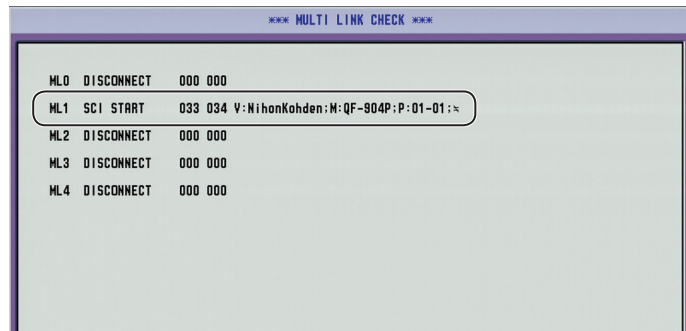 *** MULTI LINK CHECK ***
ML0 DISCONNECT 000 000
ML1 SCI START 033 034 V:NihonKohden;M:QF-904P;P:01-01;≒
ML2 DISCONNECT 000 000
ML3 DISCONNECT 000 000
ML4 DISCONNECT 000 000